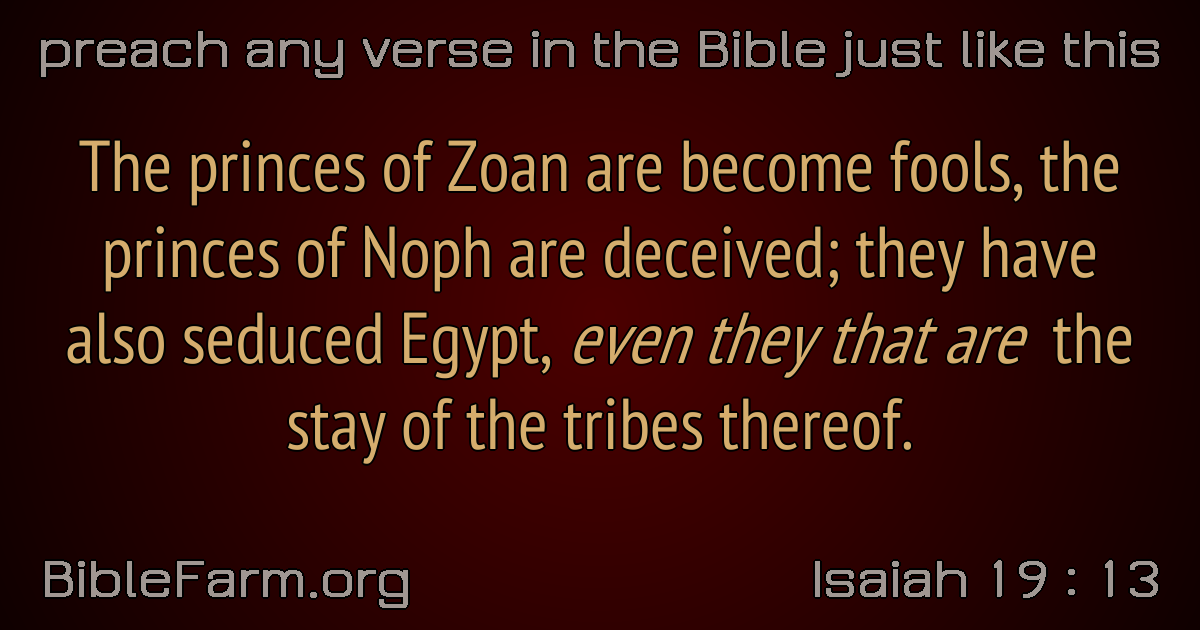 preach any verse in the Bible just like this
The princes of Zoan are become fools, the
princes of Noph are deceived; they have
also seduced Egypt, even they that are the
stay of the tribes thereof.
BibleFarm.org
Isaiah 19 : 13